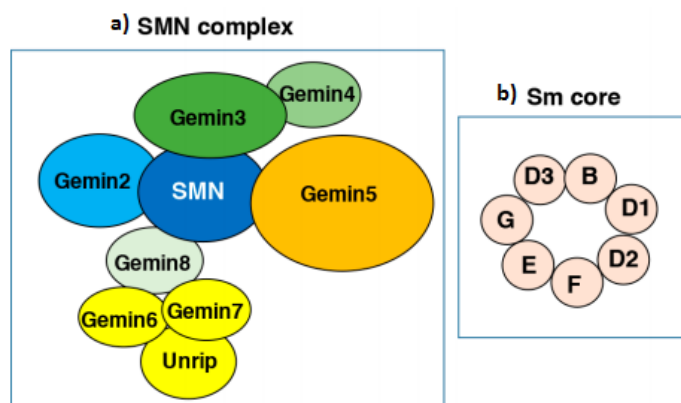 a) SMN complex
Gemin4
Gemin3
Gemin2
SMN
Gemin5
Gemin8
Gemin6
Gemin7
Unrip
b) Sm core
D3
B
D1
G
D2
E
F